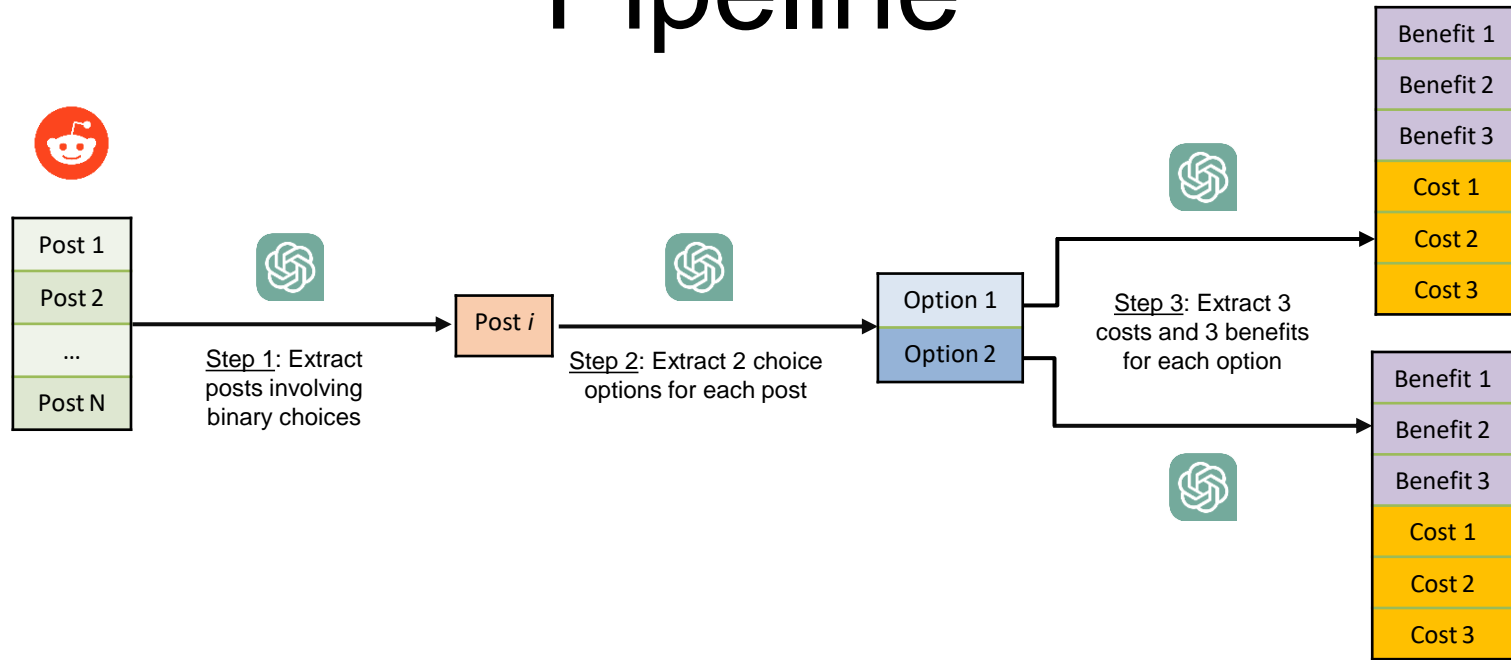 Pipeline
Post 1
Post 2
...
Post N
Step 1: Extract
posts involving
binary choices
Post i
Step 2: Extract 2 choice
options for each post
Option 1
Option 2
Step 3: Extract 3
costs and 3 benefits
for each option
Benefit 1
Benefit 2
Benefit 3
Cost 1
Cost 2
Cost 3
Benefit 1
Benefit 2
Benefit 3
Cost 1
Cost 2
Cost 3